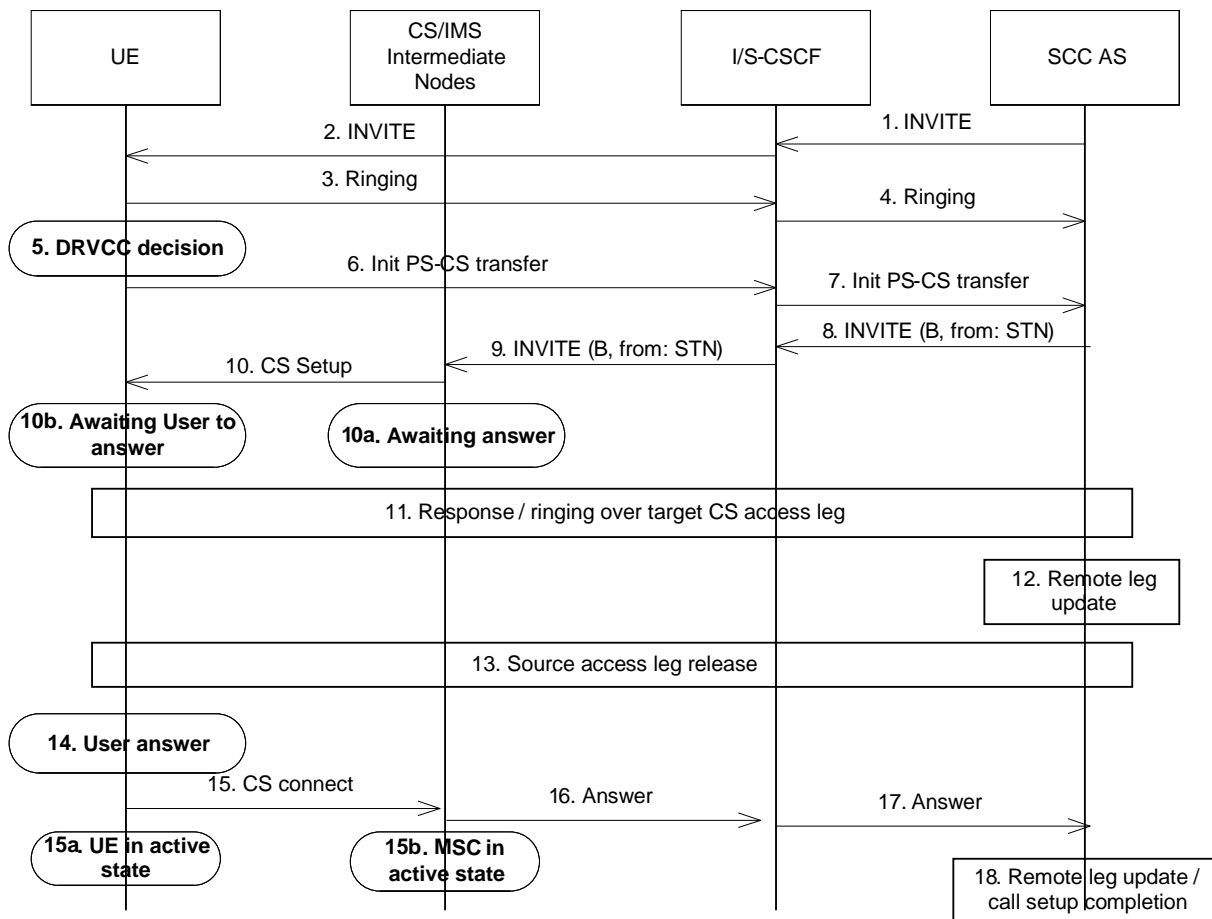 UE
CS/IMS
Intermediate
Nodes
I/S-CSCF
SCC AS
1. INVITE
2. INVITE
3. Ringing
4. Ringing
5. DRVCC decision
6. Init PS-CS transfer
7. Init PS-CS transfer
8. INVITE (B, from: STN)
9. INVITE (B, from: STN)
10. CS Setup
10b. Awaiting User to
answer
10a. Awaiting answer
11. Response / ringing over target CS access leg
12. Remote leg
update
13. Source access leg release
14. User answer
15. CS connect
16. Answer
17. Answer
15a. UE in active
state
15b. MSC in
active state
18. Remote leg update /
call setup completion